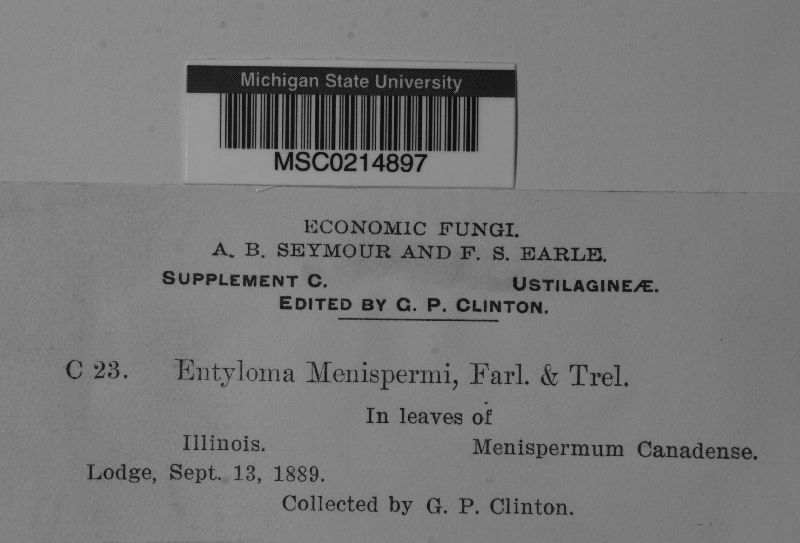 Michigan State University
MSC0214897
ECONOMIC FUNGI.
A. B. SEYMOUR AND F. S. EARLE.
SUPPLEMENT C. USTILAGINEÆ.
EDITED BY G. P. CLINTON.
C 23. Entyloma Menispermi, Farl. & Trel.
In leaves of
Illinois. Menispermum Canadense.
Lodge, Sept. 13, 1889.
Collected by G. P. Clinton.